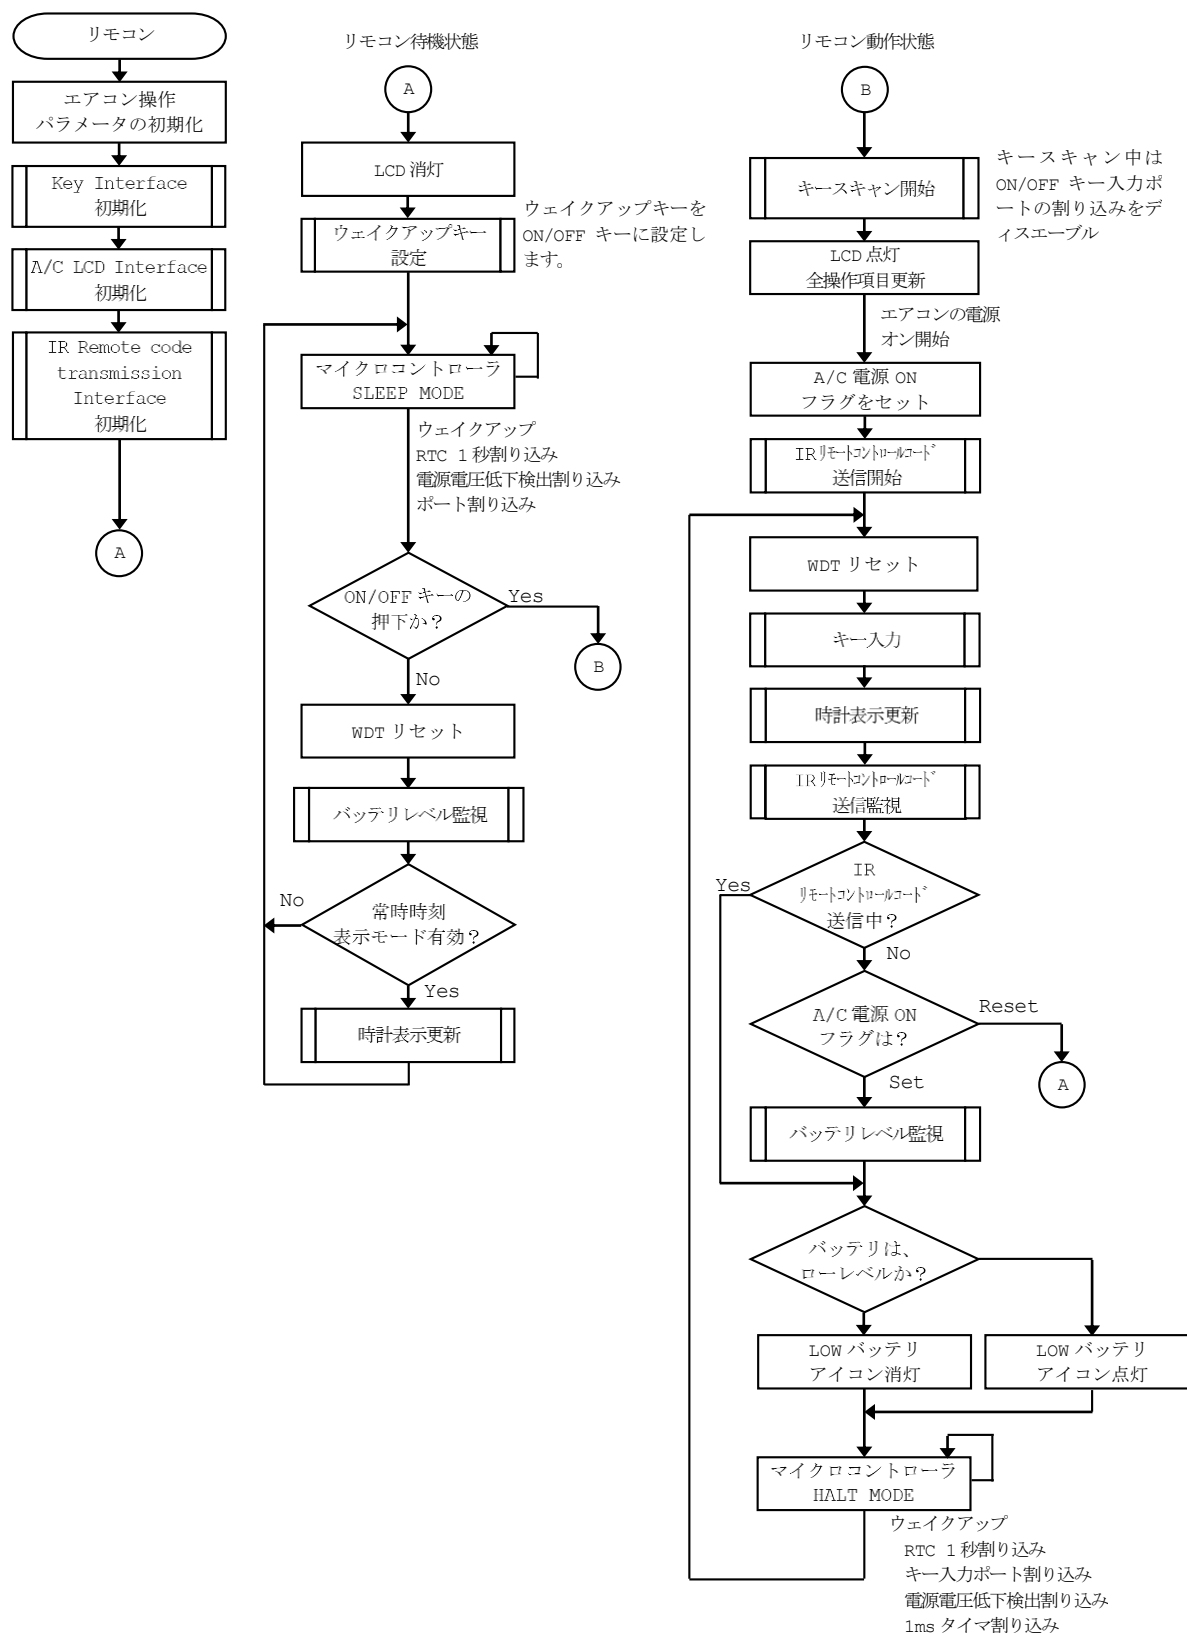 リモコン
エアコン操作
パラメータの初期化
Key Interface
初期化
A/C LCD Interface
初期化
IR Remote code
transmission
Interface
初期化
A
リモコン待機状態
A
LCD 消灯
ウェイクアップキー
設定
ウェイクアップキーを
ON/OFF キーに設定し
ます。
マイクロコントローラ
SLEEP MODE
ウェイクアップ
RTC 1 秒割り込み
電源電圧低下検出割り込み
ポート割り込み
ON/OFF キーの
押下か？
Yes
B
No
WDT リセット
バッテリレベル監視
常時時刻
表示モード有効？
No
Yes
時計表示更新
リモコン動作状態
B
キースキャン開始
キースキャン中は
ON/OFF キー入力ポ
ートの割り込みをデ
ィスエーブル
LCD 点灯
全操作項目更新
エアコンの電源
オン開始
A/C 電源 ON
フラグをセット
IR ﾘﾓｰﾄｺﾝﾄﾛｰﾙｺｰﾄﾞ
送信開始
WDT リセット
キー入力
時計表示更新
IR ﾘﾓｰﾄｺﾝﾄﾛｰﾙｺｰﾄﾞ
送信監視
IR
ﾘﾓｰﾄｺﾝﾄﾛｰﾙｺｰﾄﾞ
送信中？
Yes
No
A/C 電源 ON
フラグは？
Reset
A
Set
バッテリレベル監視
バッテリは、
ローレベルか？
LOW バッテリ
アイコン消灯
LOW バッテリ
アイコン点灯
マイクロコントローラ
HALT MODE
ウェイクアップ
RTC 1 秒割り込み
キー入力ポート割り込み
電源電圧低下検出割り込み
1ms タイマ割り込み